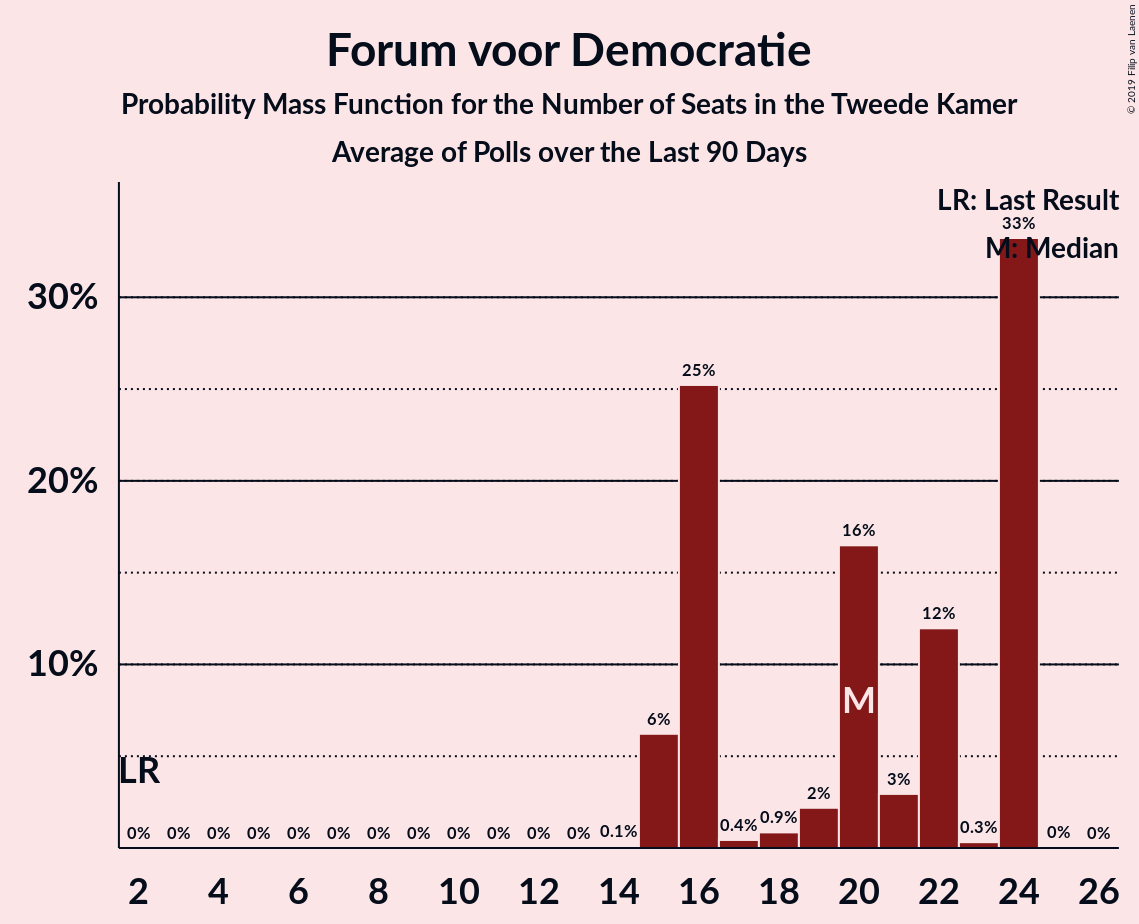 Forum voor Democratie
Probability Mass Function for the Number of Seats in the Tweede Kamer
Average of Polls over the Last 90 Days
© 2019 Filip van Laenen
LR: Last Result
33%
M: Median
30%
25%
20%
16%
12%
10%
M
6%
LR
3%
2%
0% 0% 0% 0% 0% 0% 0% 0% 0% 0% 0% 0% 0.1% 0.4% 0.9% 0.3% 0% 0%
2 4 6 8 10 12 14 16 18 20 22 24 26